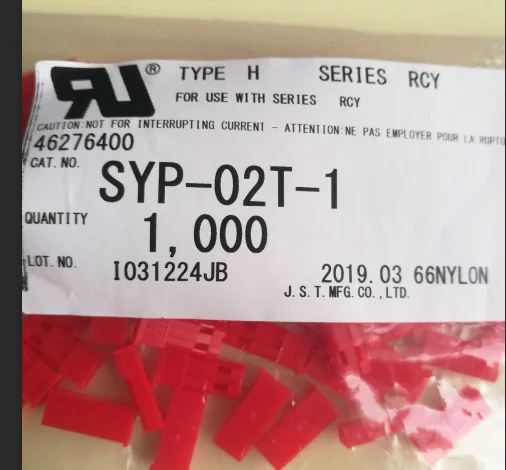 ® TYPE H SERIES RCY
FOR USE WITH SERIES RCY
CAUTION:NOT FOR INTERRUPTING CURRENT - ATTENTION:NE PAS EMPLOYER POUR LA RUPTU
46276400
CAT. NO. SYP-02T-1
QUANTITY 1,000
LOT. NO. I031224JB 2019.03 66NYLON
J.S.T.MFG.CO.,LTD.